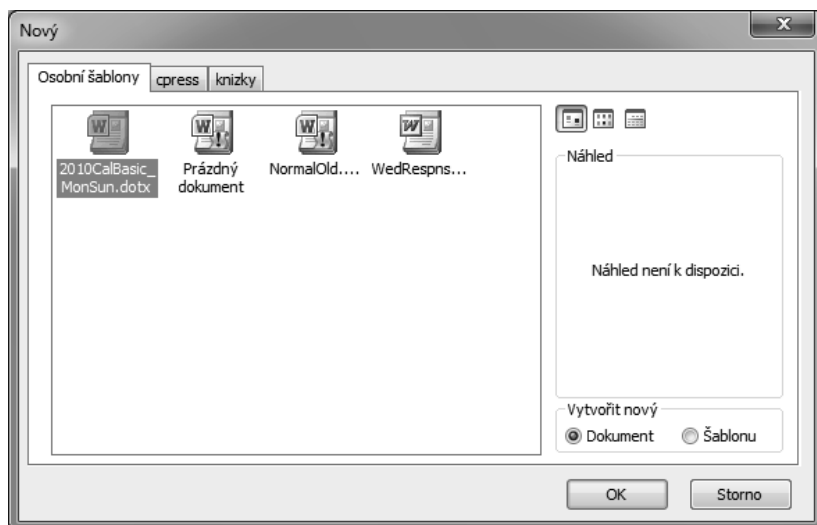 Nový
Osobní šablony cpress knizky
2010CalBasic_
MonSun.dotx
Prázdný
dokument
NormalOld....
WedRespns...
Náhled
Náhled není k dispozici.
Vytvořit nový
Dokument Šablonu
OK Storno